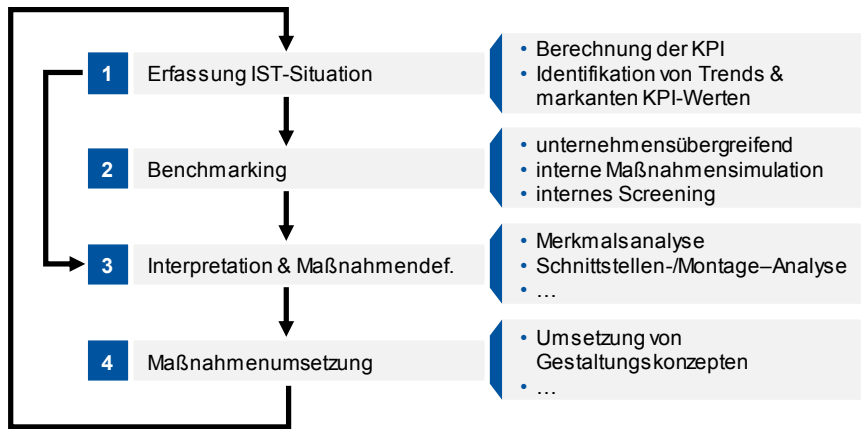 1
Erfassung IST-Situation
• Berechnung der KPI
• Identifikation von Trends &
markanten KPI-Werten
2
Benchmarking
• unternehmensübergreifend
• interne Maßnahmensimulation
• internes Screening
3
Interpretation & Maßnahmendef.
• Merkmalsanalyse
• Schnittstellen-/Montage–Analyse
• …
4
Maßnahmenumsetzung
• Umsetzung von
Gestaltungskonzepten
• …